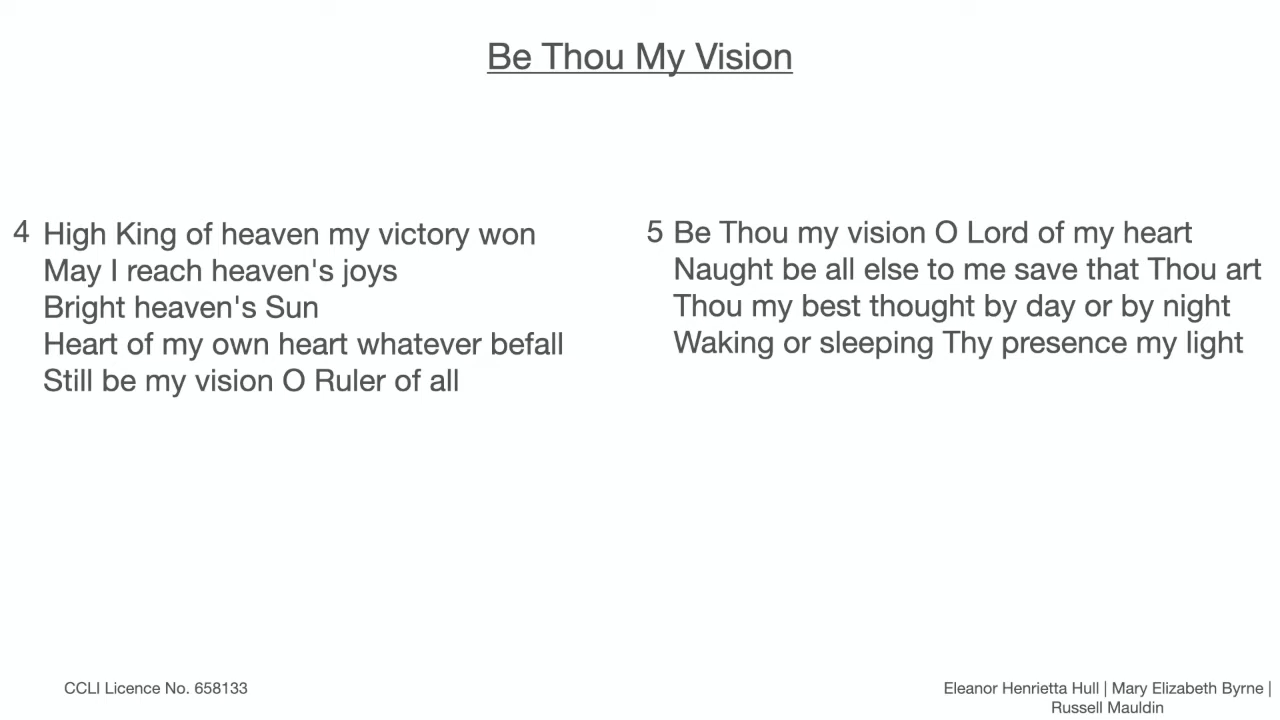 Be Thou My Vision
4 High King of heaven my victory won
May I reach heaven's joys
Bright heaven's Sun
Heart of my own heart whatever befall
Still be my vision O Ruler of all
5 Be Thou my vision O Lord of my heart
Naught be all else to me save that Thou art
Thou my best thought by day or by night
Waking or sleeping Thy presence my light
CCLI Licence No. 658133
Eleanor Henrietta Hull | Mary Elizabeth Byrne |
Russell Mauldin